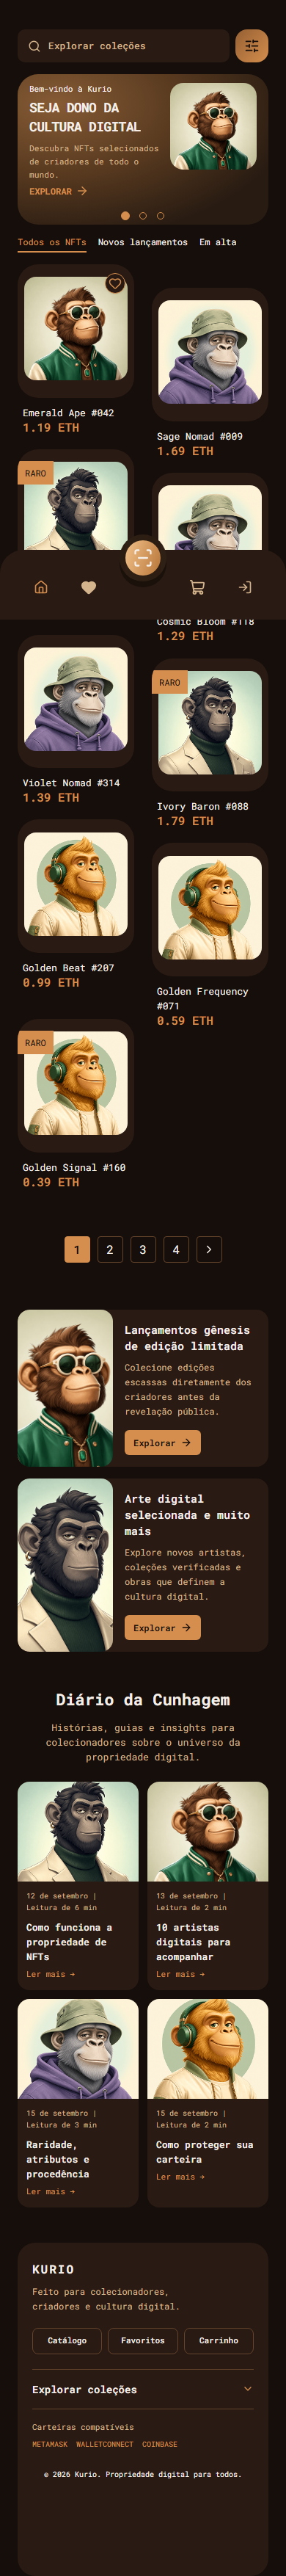 Explorar coleções
Bem-vindo à Kurio
SEJA DONO DA
CULTURA DIGITAL
Descubra NFTs selecionados
de criadores de todo o
mundo.
EXPLORAR →
Todos os NFTs Novos lançamentos Em alta
Emerald Ape #042
1.19 ETH
Sage Nomad #009
1.69 ETH
RARO
Cosmic Bloom #118
1.29 ETH
Violet Nomad #314
1.39 ETH
RARO
Ivory Baron #088
1.79 ETH
Golden Beat #207
0.99 ETH
Golden Frequency
#071
0.59 ETH
RARO
Golden Signal #160
0.39 ETH
1 2 3 4 >
Lançamentos gênesis
de edição limitada
Colecione edições
escassas diretamente dos
criadores antes da
revelação pública.
Explorar →
Arte digital
selecionada e muito
mais
Explore novos artistas,
coleções verificadas e
obras que definem a
cultura digital.
Explorar →
Diário da Cunhagem
Histórias, guias e insights para
colecionadores sobre o universo da
propriedade digital.
12 de setembro |
Leitura de 6 min
Como funciona a
propriedade de
NFTs
Ler mais →
13 de setembro |
Leitura de 2 min
10 artistas
digitais para
acompanhar
Ler mais →
15 de setembro |
Leitura de 3 min
Raridade,
atributos e
procedência
Ler mais →
15 de setembro |
Leitura de 2 min
Como proteger sua
carteira
Ler mais →
KURIO
Feito para colecionadores,
criadores e cultura digital.
Catálogo Favoritos Carrinho
Explorar coleções
Carteiras compatíveis
METAMASK WALLETCONNECT COINBASE
© 2026 Kurio. Propriedade digital para todos.